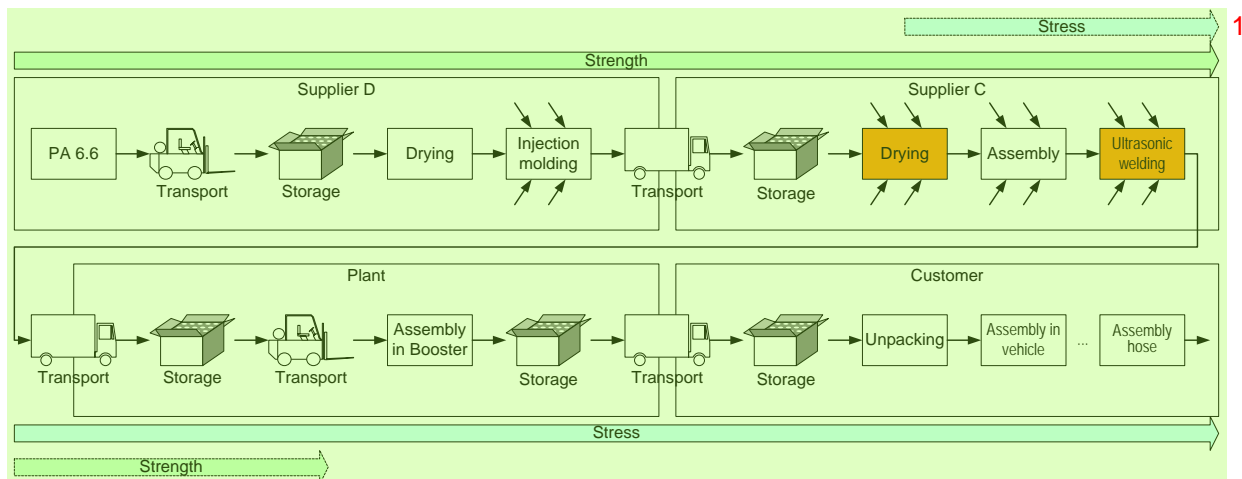 Stress
1
Strength
Supplier D
Supplier C
PA 6.6
Transport
Storage
Drying
Injection
molding
Transport
Storage
Drying
Assembly
Ultrasonic
welding
Plant
Customer
Transport
Storage
Transport
Assembly
in Booster
Storage
Transport
Storage
Unpacking
Assembly in
vehicle
...
Assembly
hose
Stress
Strength